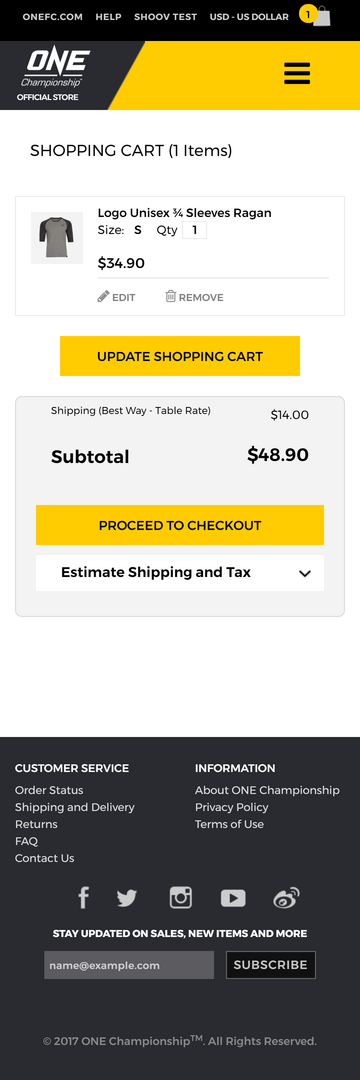 ONEFC.COM HELP SHOOV TEST USD - US DOLLAR 1
ONE
Championship
OFFICIAL STORE
SHOPPING CART (1 Items)
Logo Unisex ¾ Sleeves Ragan
Size: S Qty 1
$34.90
EDIT REMOVE
UPDATE SHOPPING CART
Shipping (Best Way - Table Rate) $14.00
Subtotal $48.90
PROCEED TO CHECKOUT
Estimate Shipping and Tax
CUSTOMER SERVICE
Order Status
Shipping and Delivery
Returns
FAQ
Contact Us
INFORMATION
About ONE Championship
Privacy Policy
Terms of Use
STAY UPDATED ON SALES, NEW ITEMS AND MORE
name@example.com SUBSCRIBE
© 2017 ONE Championship™. All Rights Reserved.